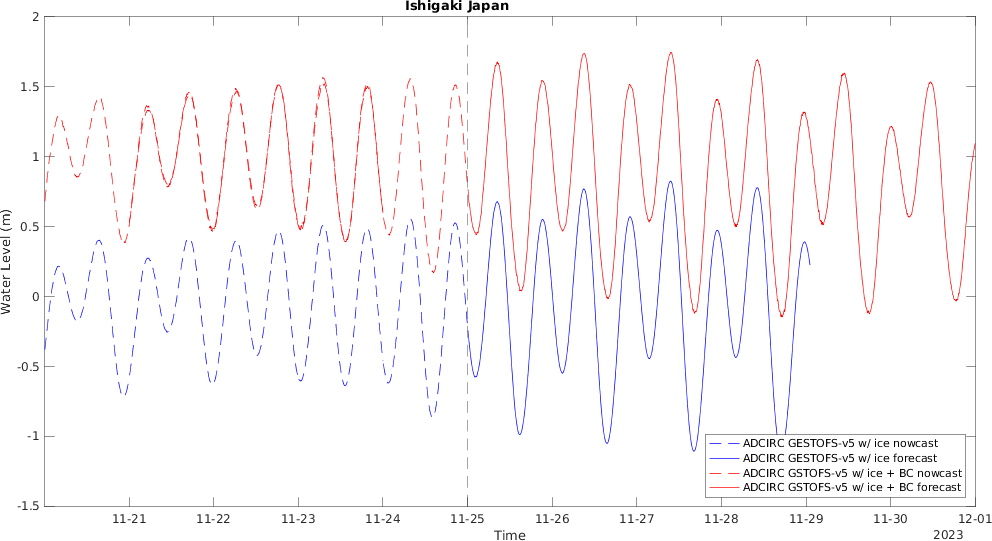 Ishigaki Japan
2
1.5
1
0.5
0
-0.5
-1
-1.5
Water Level (m)
ADCIRC GESTOFS-v5 w/ ice nowcast
ADCIRC GESTOFS-v5 w/ ice forecast
ADCIRC GSTOFS-v5 w/ ice + BC nowcast
ADCIRC GSTOFS-v5 w/ ice + BC forecast
11-21 11-22 11-23 11-24 11-25 11-26 11-27 11-28 11-29 11-30 12-01
Time
2023